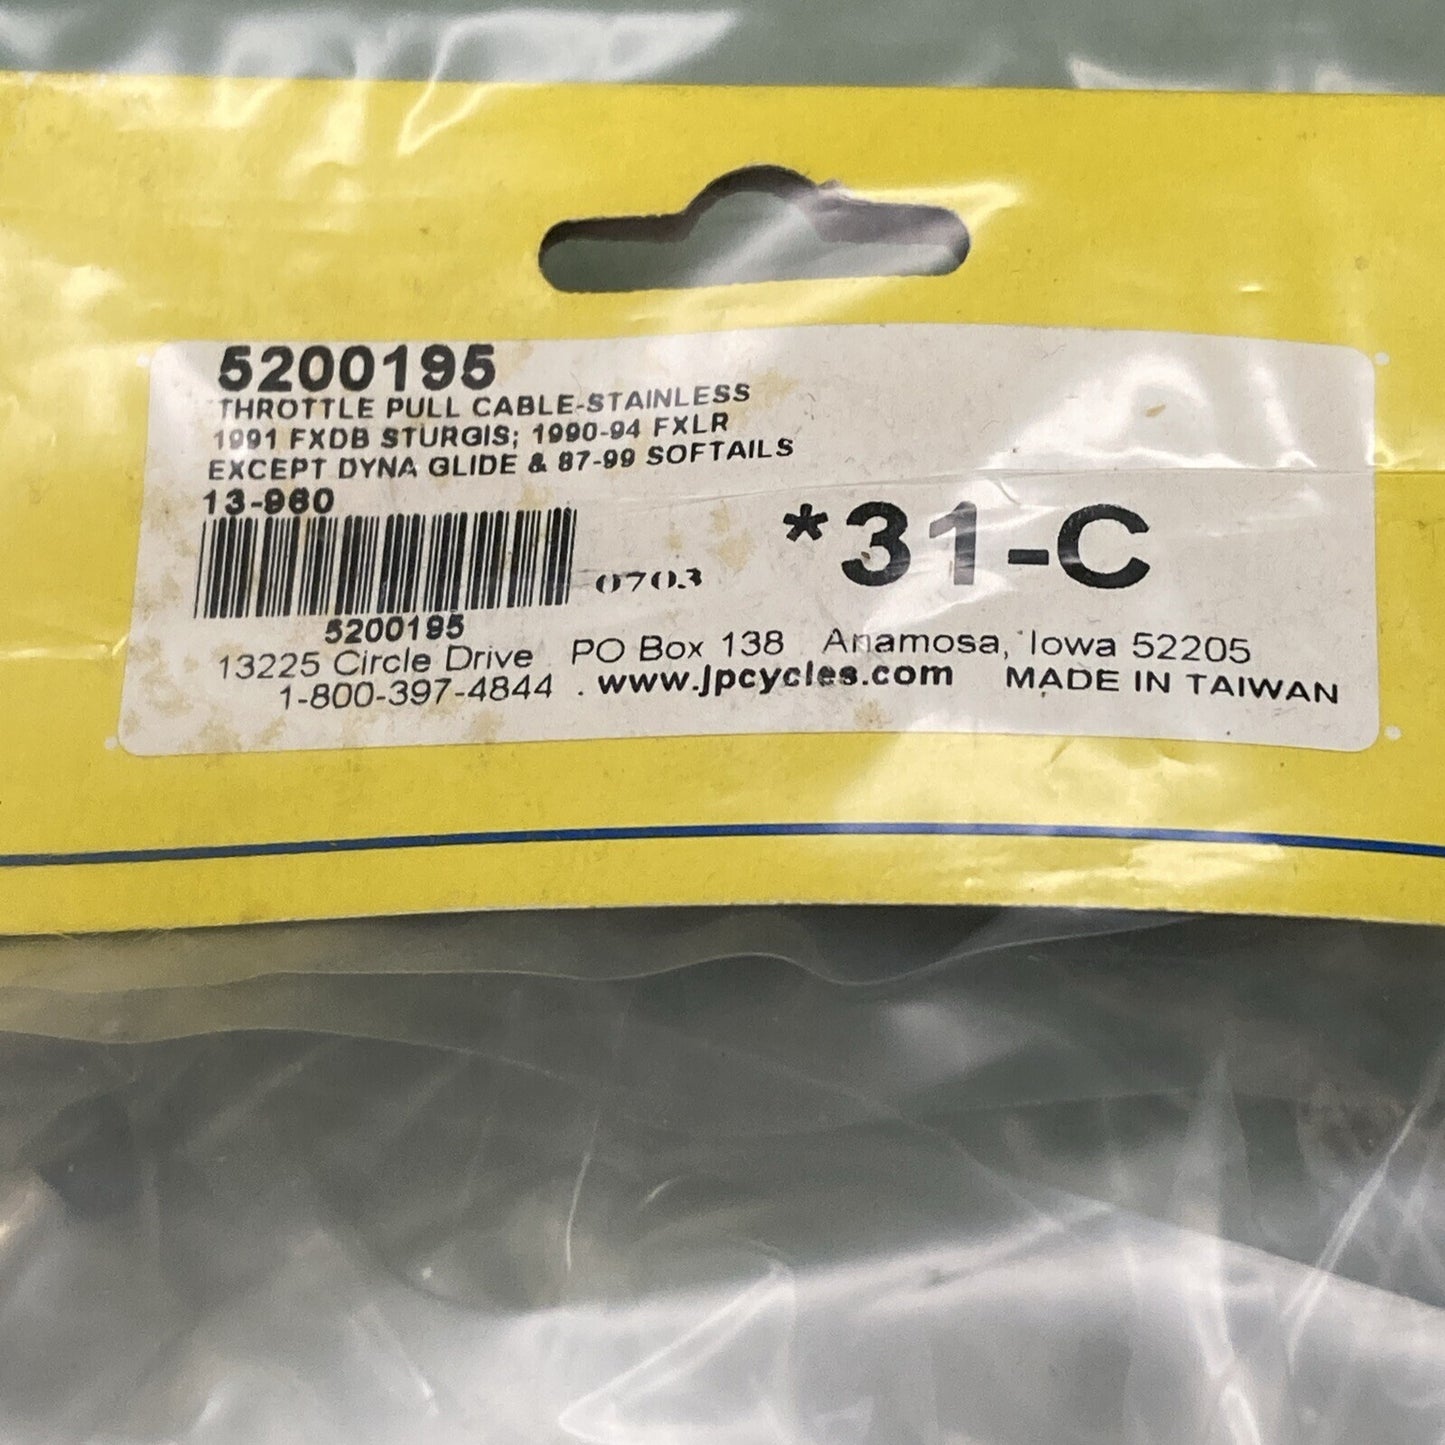 5200195
THROTTLE PULL CABLE-STAINLESS
1991 FXDB STURGIS; 1990-94 FXLR
EXCEPT DYNA GLIDE & 87-99 SOFTAILS
13-960
*31-C
0703
5200195
13225 Circle Drive PO Box 138 Anamosa, Iowa 52205
1-800-397-4844 . www.jpcycles.com MADE IN TAIWAN